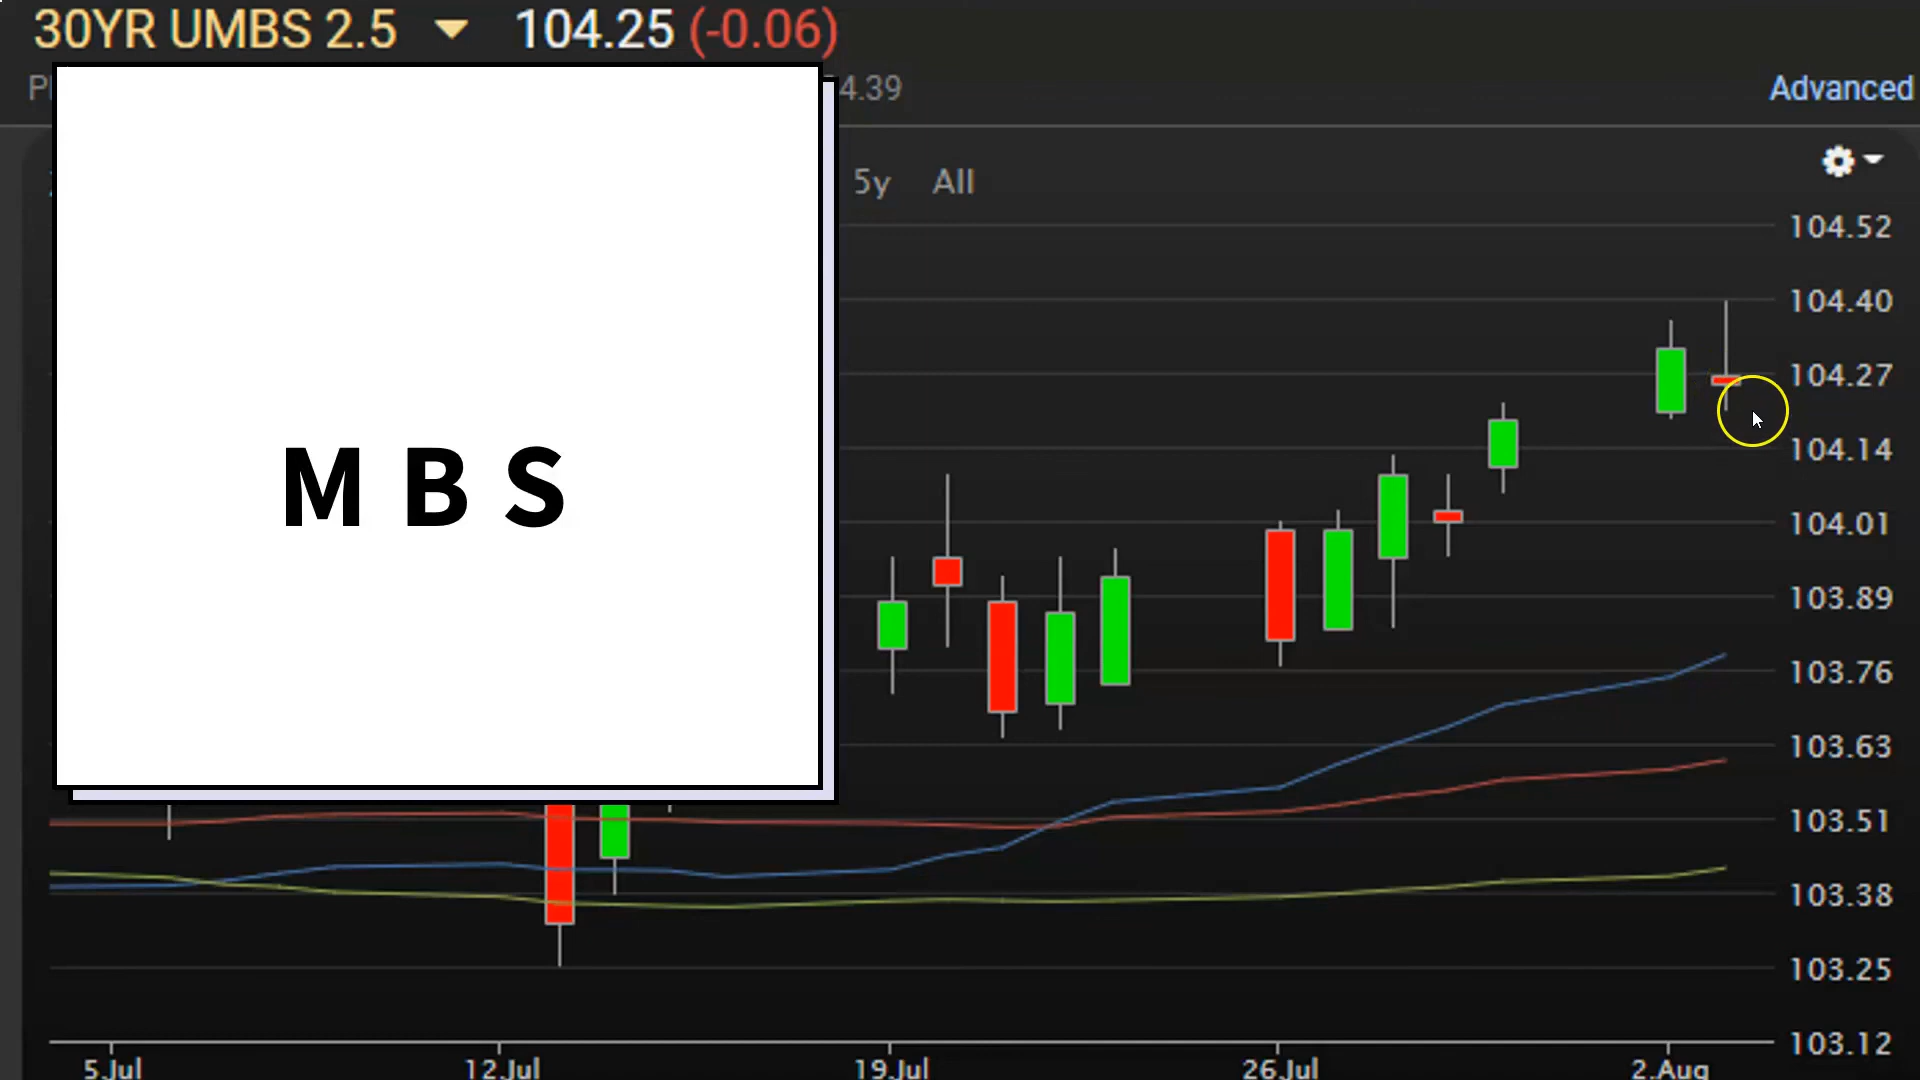 30YR UMBS 2.5 104.25 (-0.06)
4.39
Advanced
5y All
104.52
104.40
104.27
104.14
104.01
103.89
103.76
103.63
103.51
103.38
103.25
103.12
MBS
5.Jul 12.Jul 19.Jul 26.Jul 2.Aug